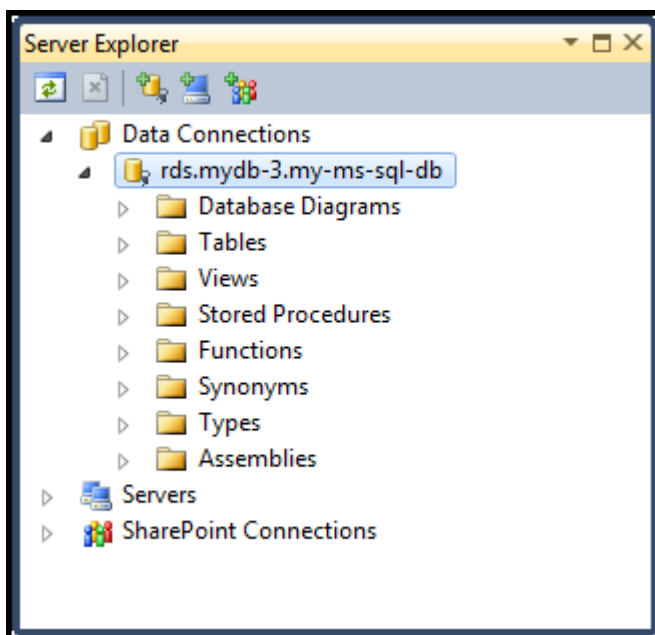 Server Explorer
Data Connections
rds.mydb-3.my-ms-sql-db
Database Diagrams
Tables
Views
Stored Procedures
Functions
Synonyms
Types
Assemblies
Servers
SharePoint Connections